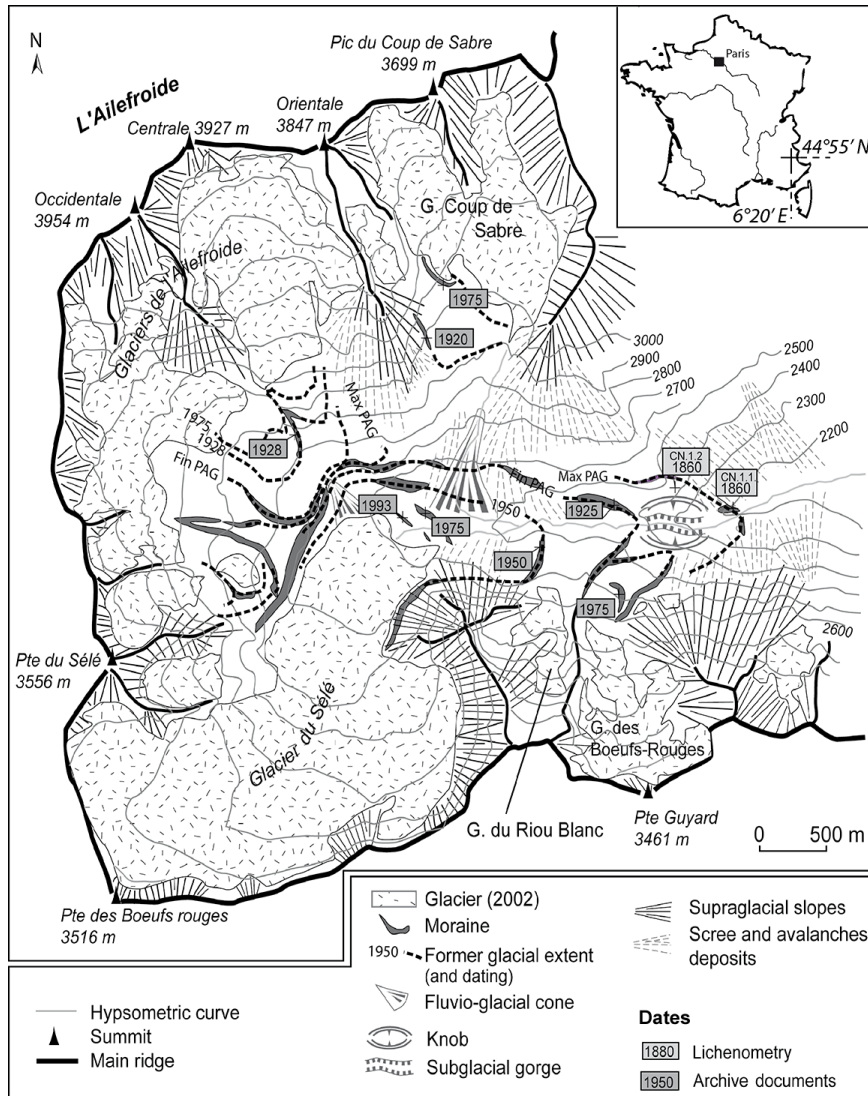 N
Pic du Coup de Sabre
3699 m
L'Ailefroide
Orientale
3847 m
Centrale 3927 m
Occidentale
3954 m
Paris
44°55' N
6°20' E
G. Coup de
Sabre
Glaciers de l'Ailefroide
1975
1920
3000
2900
2800
2700
2500
2400
2300
2200
Max PAG
1975
1928
1928
Fin PAG
Fin PAG
Max PAG
CN.1.2
1860
CN.1.1.
1860
1993
1975
1950
1925
1950
1975
2600
Pte du Sélé
3556 m
Glacier du Sélé
G. des
Boeufs-Rouges
G. du Riou Blanc
Pte Guyard
3461 m
0 500 m
Pte des Boeufs rouges
3516 m
Hypsometric curve
Summit
Main ridge
Glacier (2002)
Moraine
1950 Former glacial extent
(and dating)
Fluvio-glacial cone
Knob
Subglacial gorge
Supraglacial slopes
Scree and avalanches
deposits
Dates
1880 Lichenometry
1950 Archive documents